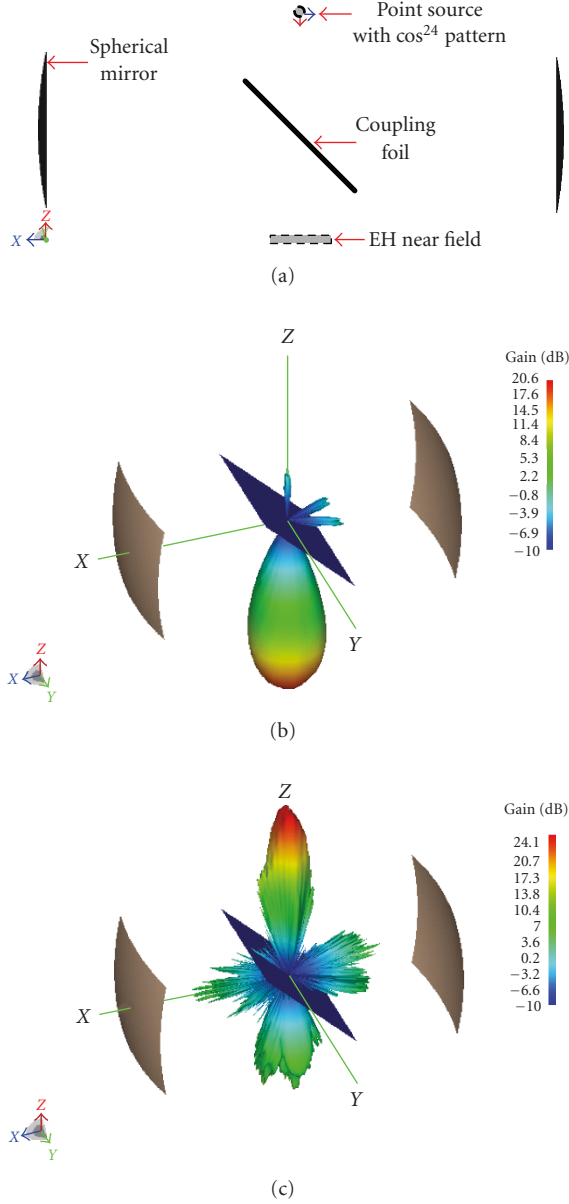 Point source
with cos24 pattern
Spherical
mirror
Coupling
foil
EH near field
Z
X
(a)
Z
Gain (dB)
20.6
17.6
14.5
11.4
8.4
5.3
2.2
−0.8
−3.9
−6.9
−10
X
Y
Z
X
Y
(b)
Z
Gain (dB)
24.1
20.7
17.3
13.8
10.4
7
3.6
0.2
−3.2
−6.6
−10
X
Y
Z
X
Y
(c)